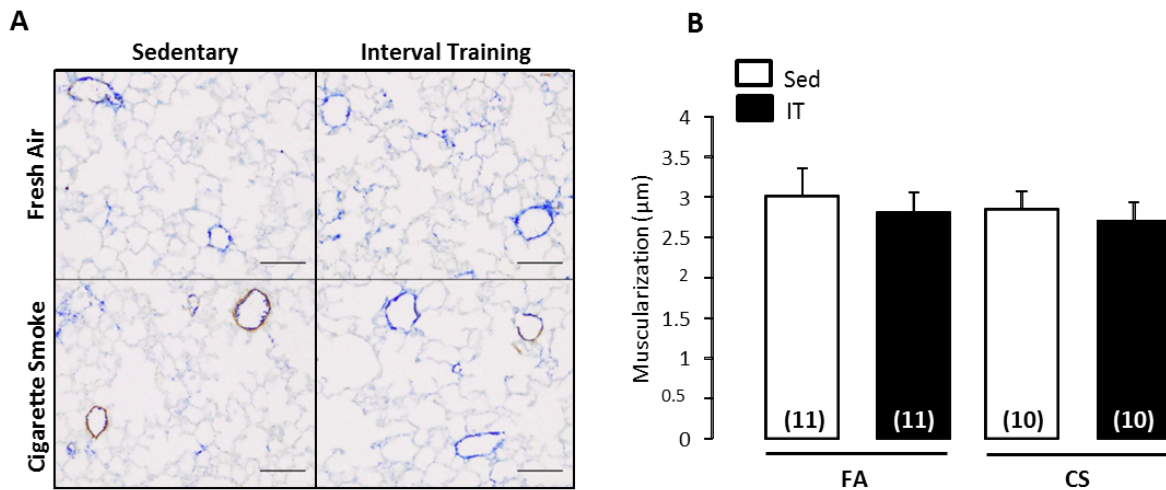 A
Sedentary Interval Training
Fresh Air
Cigarette Smoke
B
Sed
IT
Muscularization (µm)
4
3.5
3
2.5
2
1.5
1
0.5
0
(11) (11) (10) (10)
FA CS